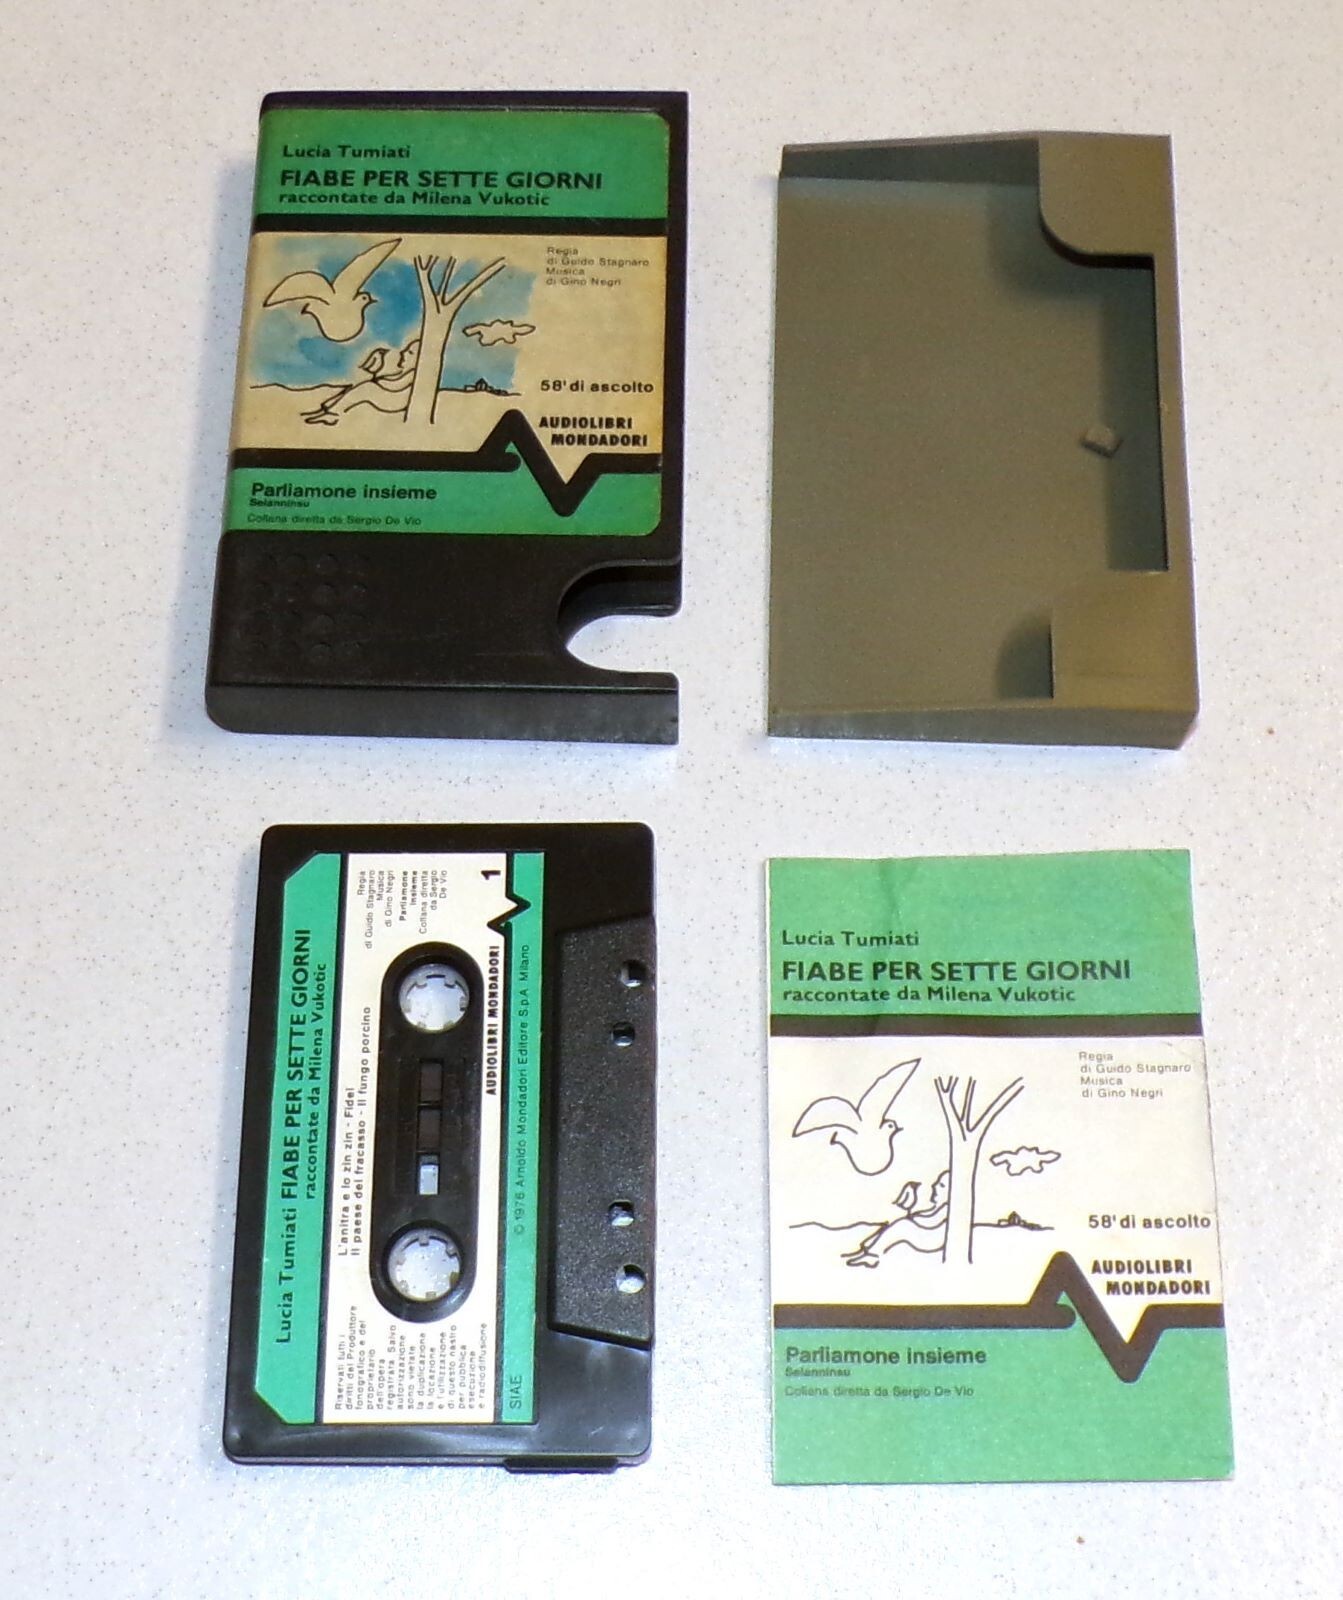 Lucia Tumiati
FIABE PER SETTE GIORNI
raccontate da Milena Vukotic
Regia
di Guido Stagnaro
Musica
di Gino Negri
58' di ascolto
AUDIOLIBRI
MONDADORI
Parliamone insieme
Seianninsu
Collana diretta da Sergio De Vio
Lucia Tumiati FIABE PER SETTE GIORNI
raccontate da Milena Vukotic
L'anitra e lo zin zin - Fidel
Il paese del fracasso - Il fungo porcino
Regia
di Guido Stagnaro
Musica
di Gino Negri
Parliamone
insieme
Collana diretta
da Sergio
De Vio
1
Riservati tutti i
diritti del Produttore
fonografico e del
proprietario
dell'opera
registrata Salvo
autorizzazione
sono vietate
la duplicazione
la locazione
e l'utilizzazione
di questo nastro
per pubblica
esecuzione
e radiodiffusione
AUDIOLIBRI MONDADORI
SIAE
© 1976 Arnoldo Mondadori Editore S.p.A. Milano
Lucia Tumiati
FIABE PER SETTE GIORNI
raccontate da Milena Vukotic
Regia
di Guido Stagnaro
Musica
di Gino Negri
58' di ascolto
AUDIOLIBRI
MONDADORI
Parliamone insieme
Seianninsu
Collana diretta da Sergio De Vio